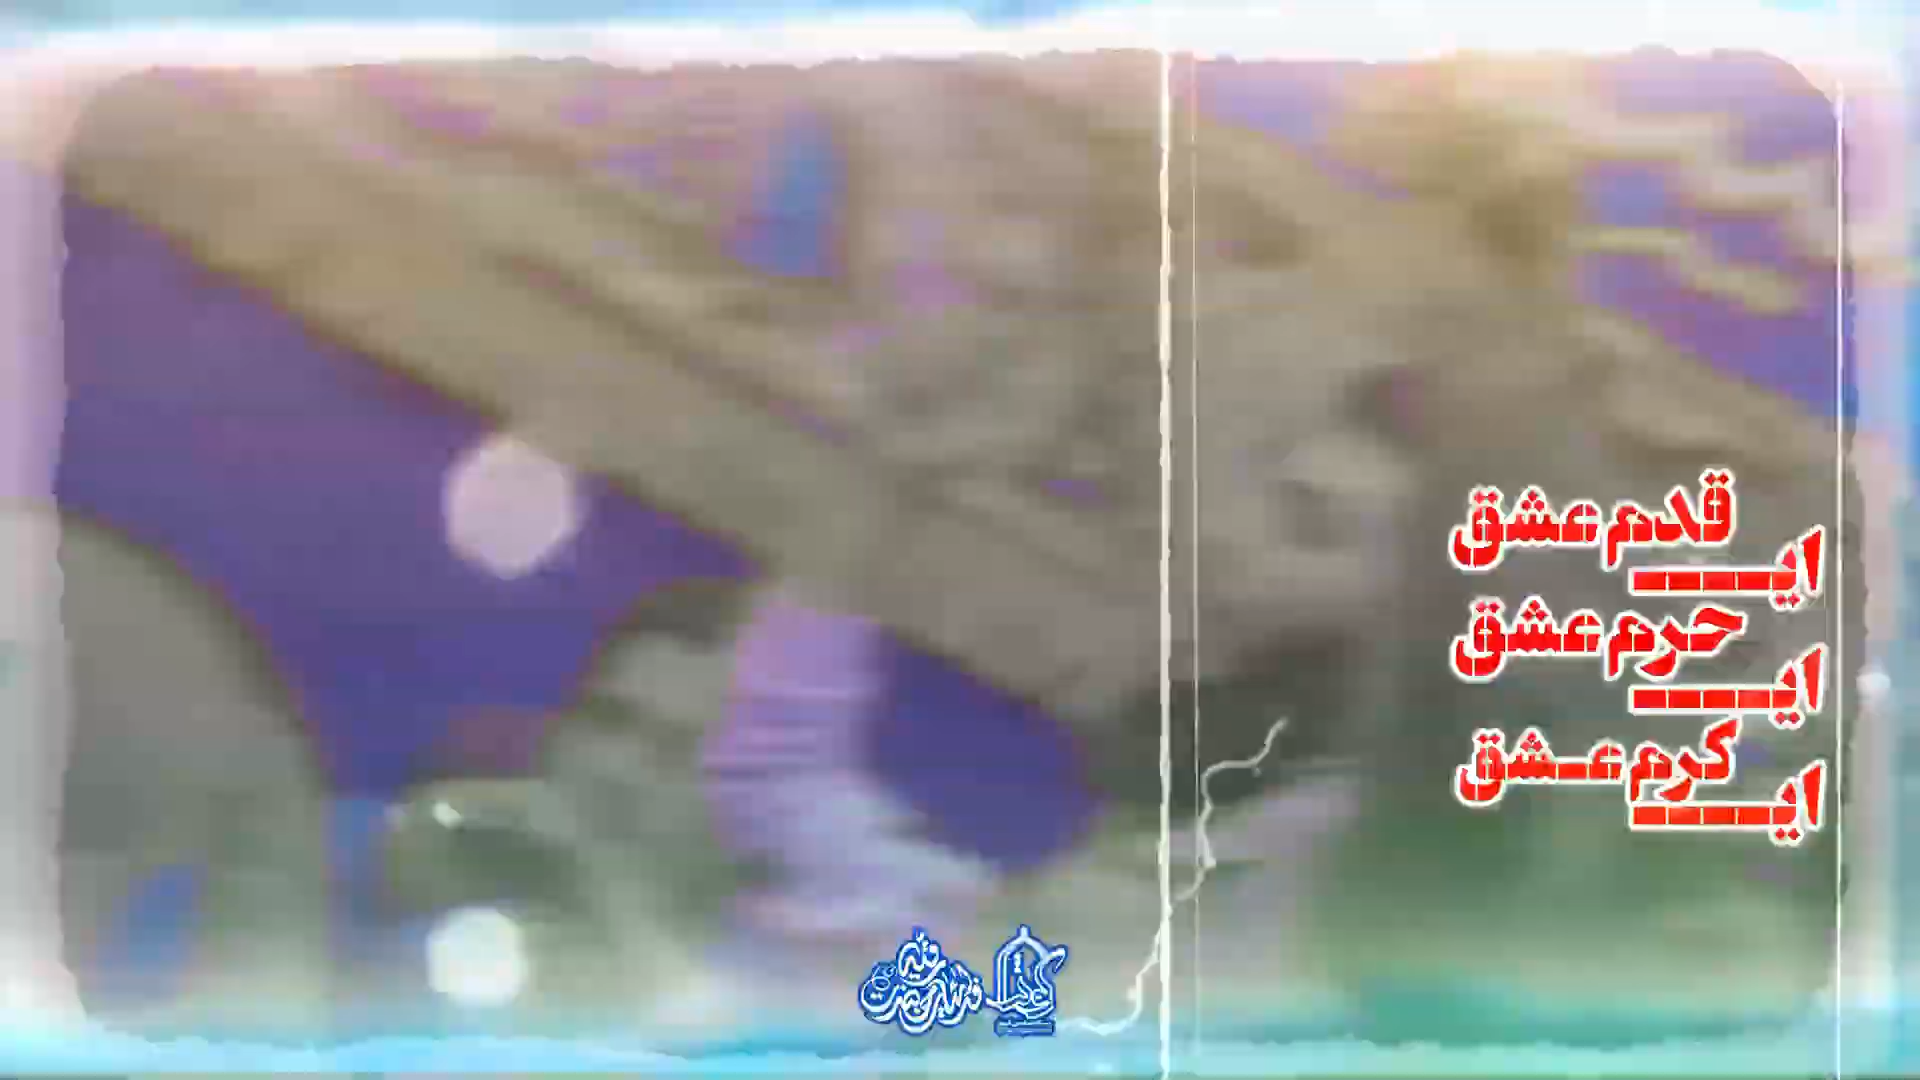 ای قدم عشق
ای حرم عشق
ای کرم عشق